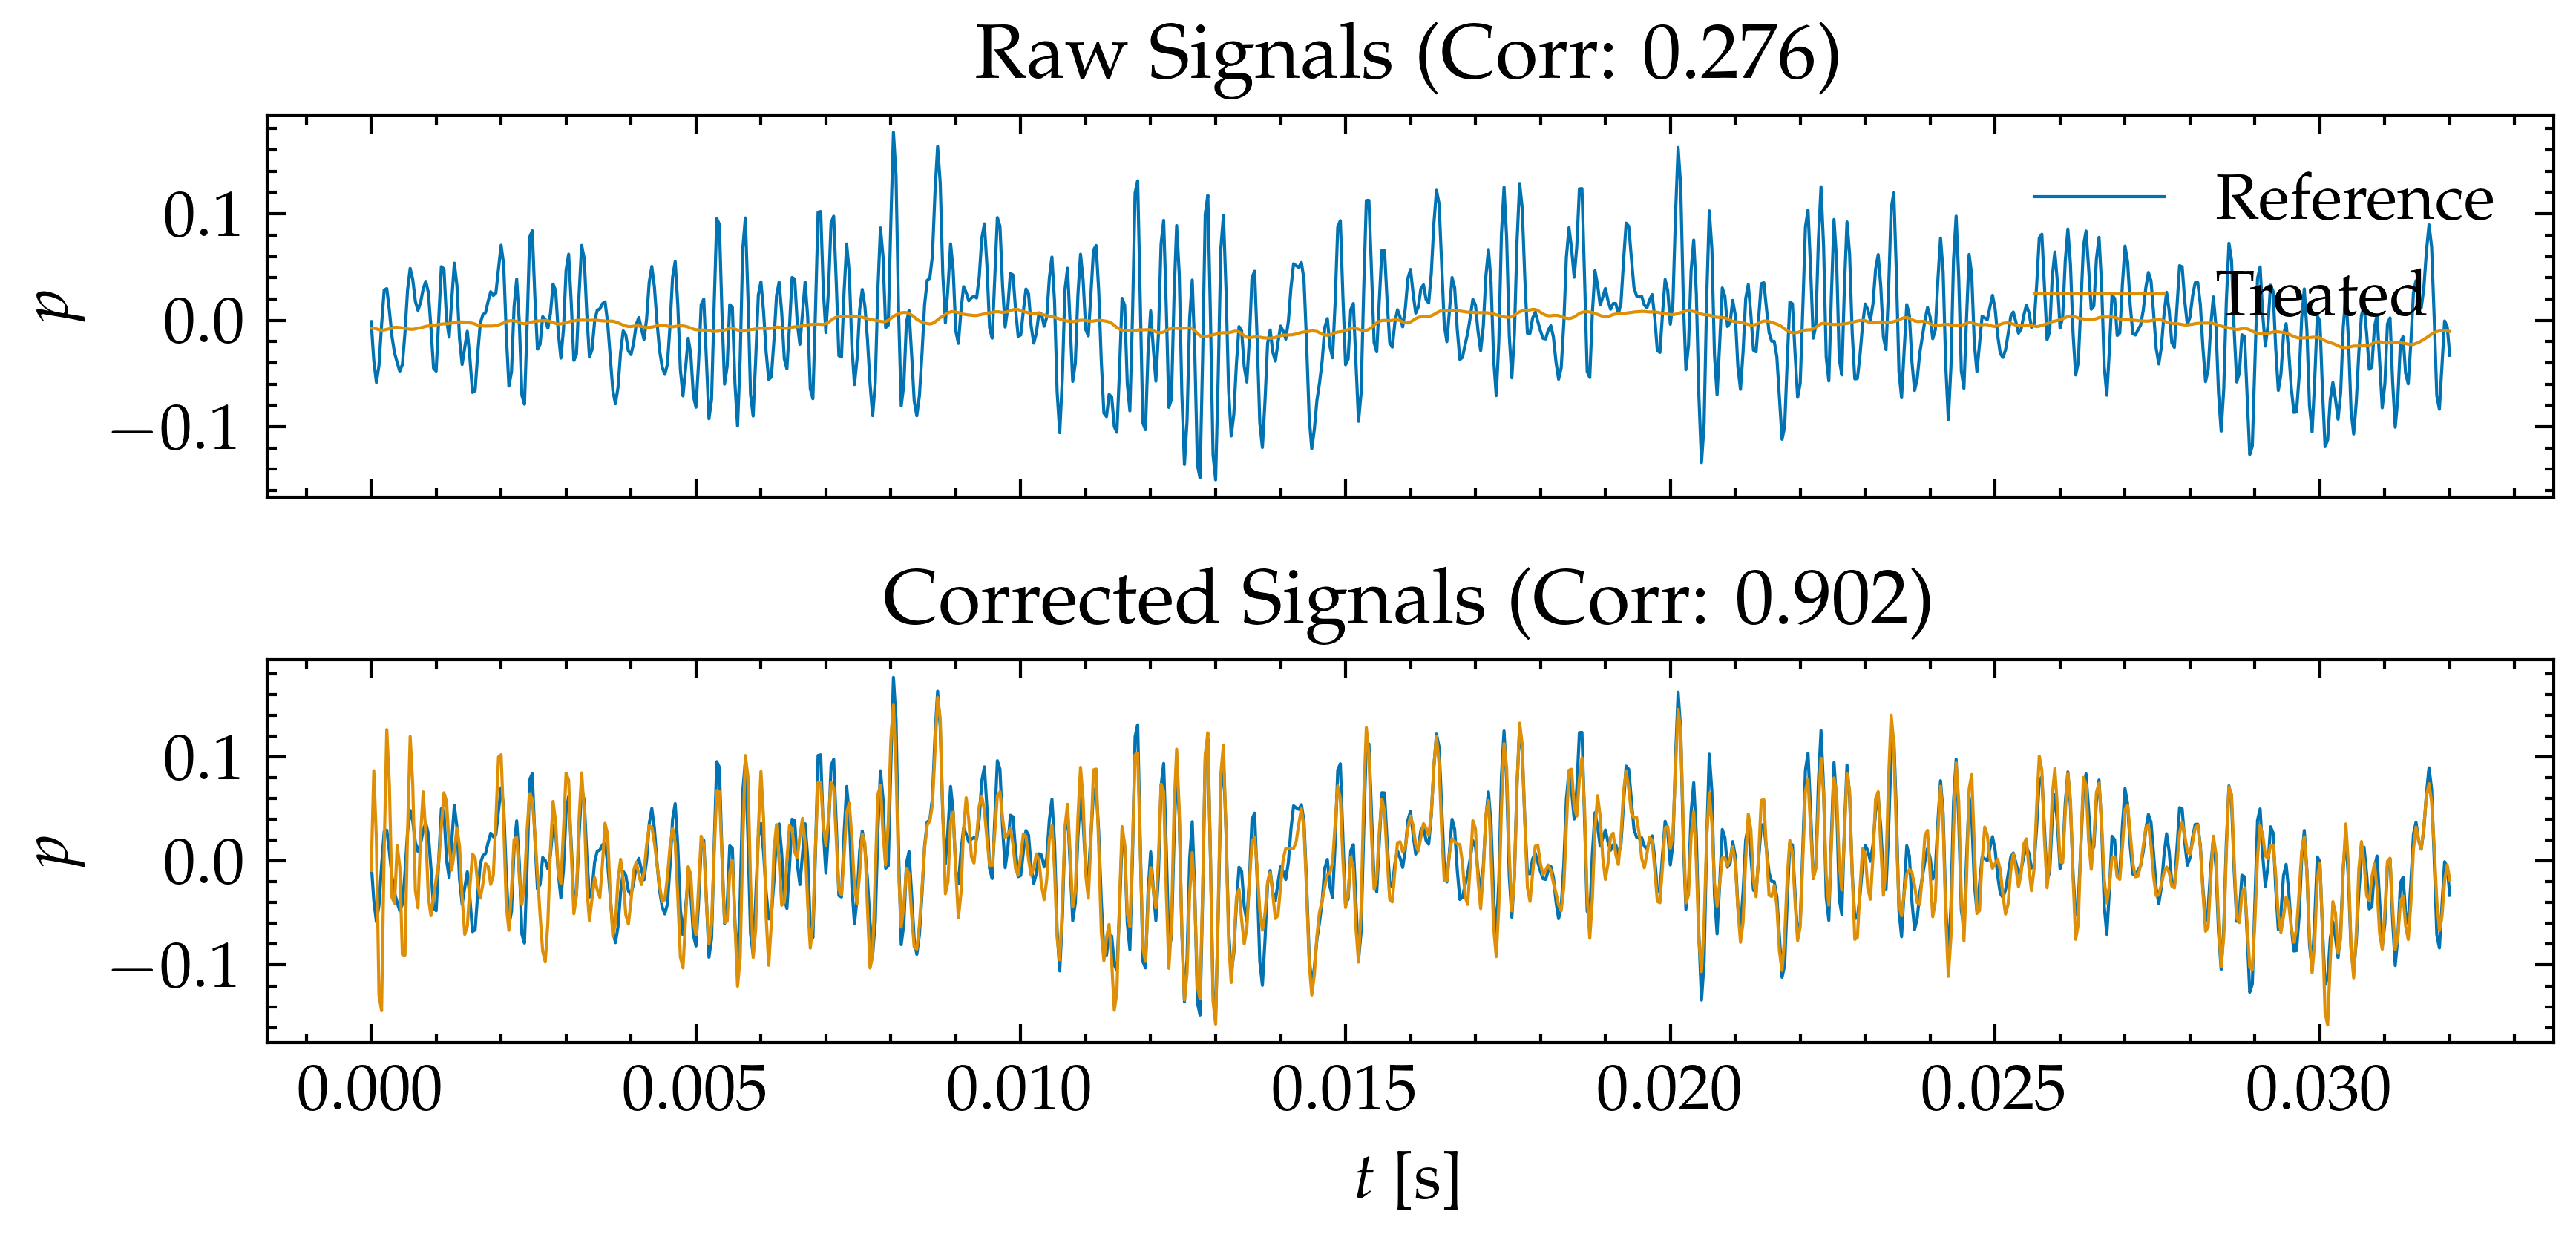 Raw Signals (Corr: 0.276)
p
0.1
0.0
−0.1
Reference
Treated
Corrected Signals (Corr: 0.902)
p
0.1
0.0
−0.1
0.000 0.005 0.010 0.015 0.020 0.025 0.030
t [s]